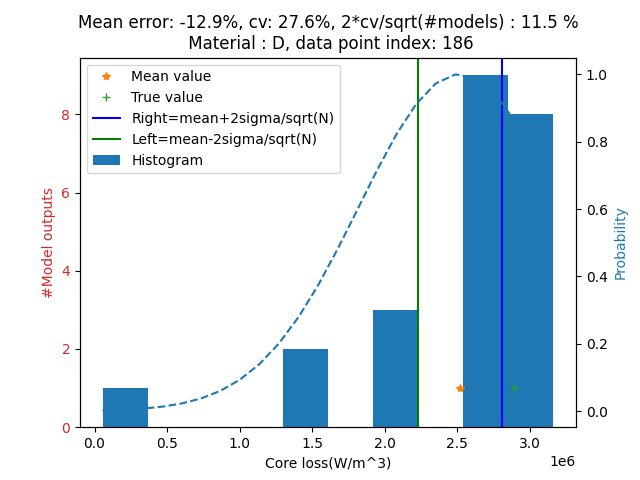 Mean error: -12.9%, cv: 27.6%, 2*cv/sqrt(#models) : 11.5 %
Material : D, data point index: 186
Mean value
True value
Right=mean+2sigma/sqrt(N)
Left=mean-2sigma/sqrt(N)
Histogram
#Model outputs
0
2
4
6
8
Probability
0.0
0.2
0.4
0.6
0.8
1.0
0.0 0.5 1.0 1.5 2.0 2.5 3.0
1e6
Core loss(W/m^3)